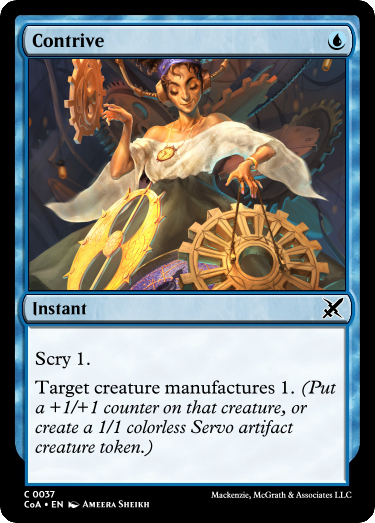 Contrive
Instant
Scry 1.
Target creature manufactures 1. (Put
a +1/+1 counter on that creature, or
create a 1/1 colorless Servo artifact
creature token.)
C 0037
CoA • EN Ameera Sheikh
Mackenzie, McGrath & Associates LLC